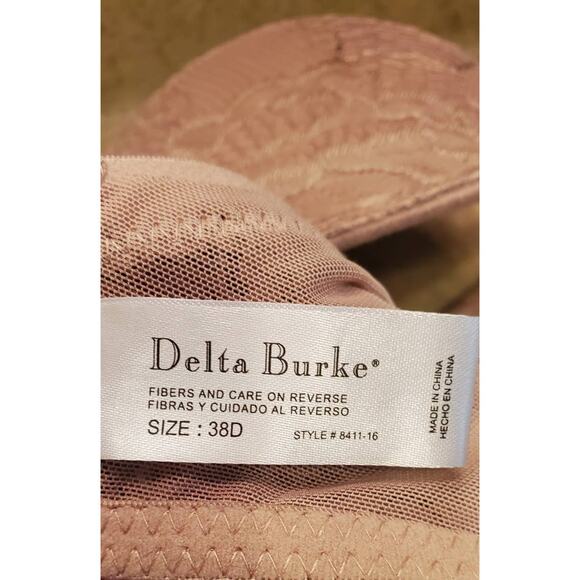 Delta Burke®
FIBERS AND CARE ON REVERSE
FIBRAS Y CUIDADO AL REVERSO
SIZE : 38D
STYLE # 8411-16
MADE IN CHINA
HECHO EN CHINA